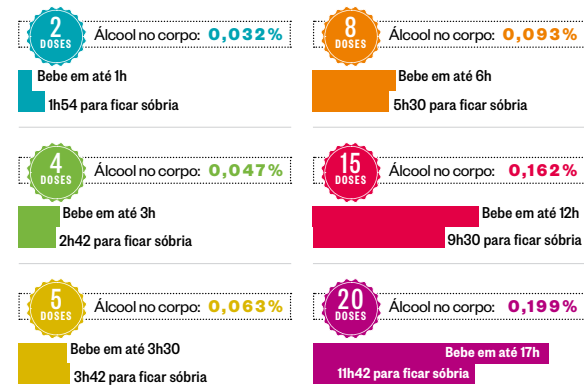 2
DOSES
Álcool no corpo: 0,032%
Bebe em até 1h
1h54 para ficar sóbria
4
DOSES
Álcool no corpo: 0,047%
Bebe em até 3h
2h42 para ficar sóbria
5
DOSES
Álcool no corpo: 0,063%
Bebe em até 3h30
3h42 para ficar sóbria
8
DOSES
Álcool no corpo: 0,093%
Bebe em até 6h
5h30 para ficar sóbria
15
DOSES
Álcool no corpo: 0,162%
Bebe em até 12h
9h30 para ficar sóbria
20
DOSES
Álcool no corpo: 0,199%
Bebe em até 17h
11h42 para ficar sóbria